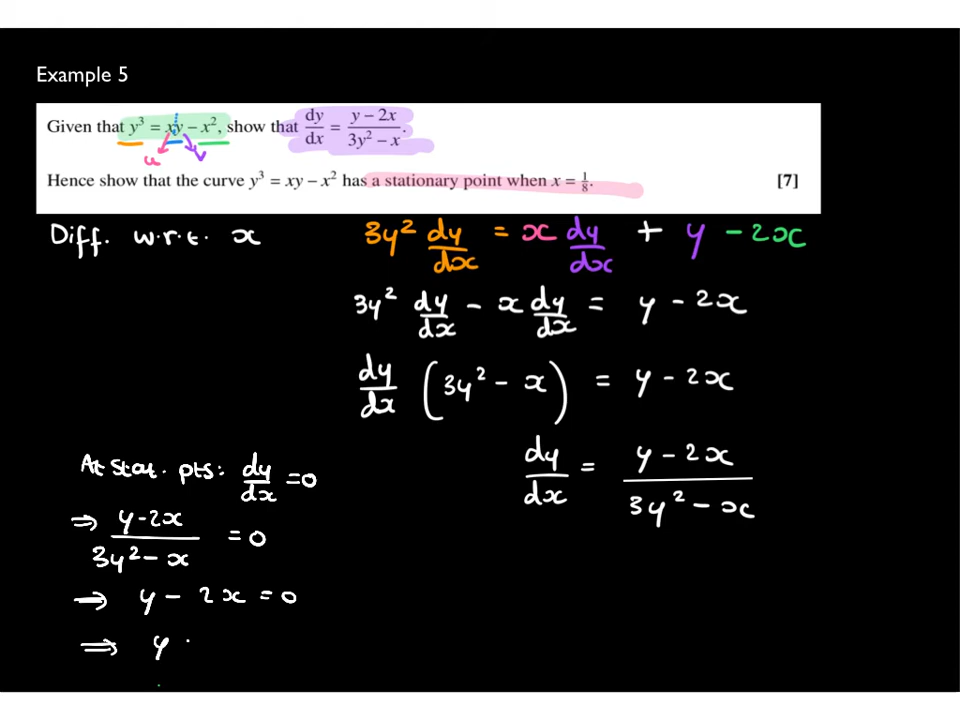 Example 5
Given that y³ = xy – x², show that dy/dx = (y – 2x)/(3y² – x).
u v
Hence show that the curve y³ = xy – x² has a stationary point when x = 1/8. [7]
Diff. w.r.t. x 3y² dy/dx = x dy/dx + y - 2x
3y² dy/dx - x dy/dx = y - 2x
dy/dx (3y² - x) = y - 2x
dy/dx = (y - 2x)/(3y² - x)
At stat. pts: dy/dx = 0
⇒ (y-2x)/(3y² - x) = 0
⇒ y - 2x = 0
⇒ y